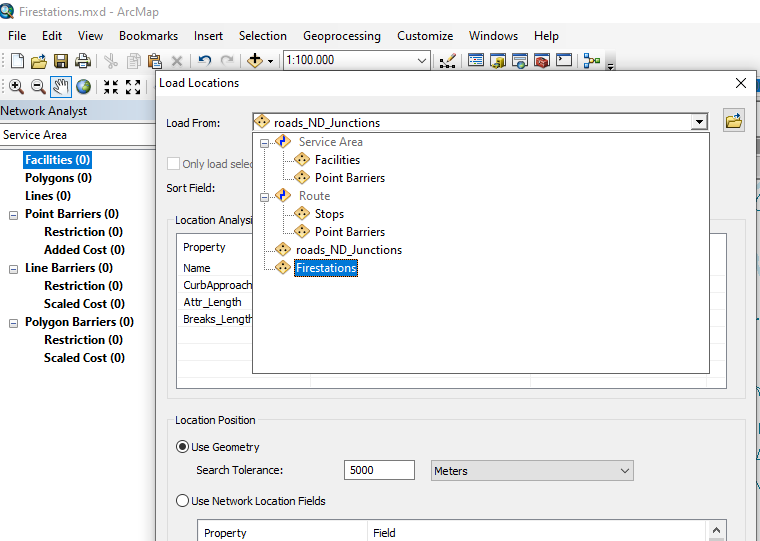 Firestations.mxd - ArcMap
File Edit View Bookmarks Insert Selection Geoprocessing Customize Windows Help
1:100.000
Network Analyst
Service Area
Facilities (0)
Polygons (0)
Lines (0)
Point Barriers (0)
Restriction (0)
Added Cost (0)
Line Barriers (0)
Restriction (0)
Scaled Cost (0)
Polygon Barriers (0)
Restriction (0)
Scaled Cost (0)
Load Locations
Load From: roads_ND_Junctions
Service Area
Facilities
Point Barriers
Route
Stops
Point Barriers
roads_ND_Junctions
Firestations
Only load selec
Sort Field:
Location Analysi
Property
Name
CurbApproach
Attr_Length
Breaks_Length
Location Position
Use Geometry
Search Tolerance: 5000 Meters
Use Network Location Fields
Property Field